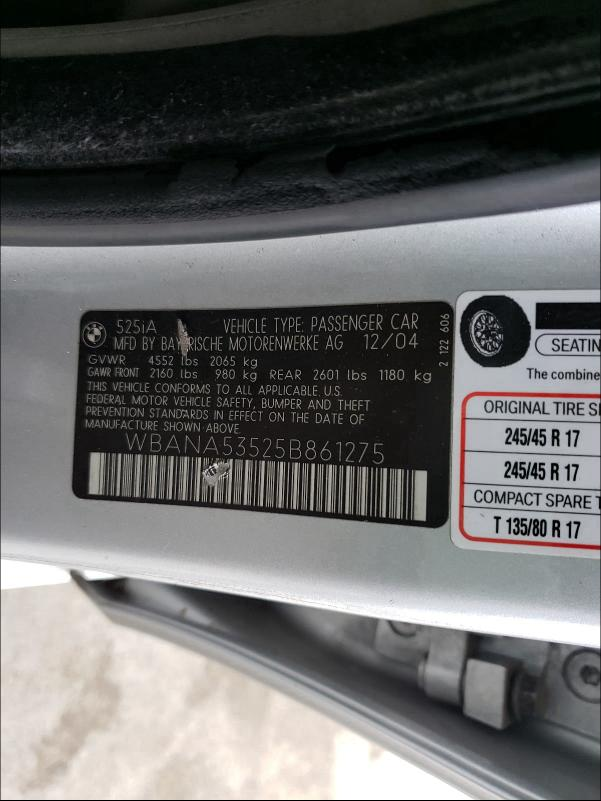 BMW
525iA VEHICLE TYPE: PASSENGER CAR
MFD BY BAYERISCHE MOTORENWERKE AG 12/04
GVWR 4552 lbs 2065 kg
GAWR FRONT 2160 lbs 980 kg REAR 2601 lbs 1180 kg
THIS VEHICLE CONFORMS TO ALL APPLICABLE U.S.
FEDERAL MOTOR VEHICLE SAFETY, BUMPER AND THEFT
PREVENTION STANDARDS IN EFFECT ON THE DATE OF
MANUFACTURE SHOWN ABOVE.
WBANA53525B861275
2 122 606
SEATIN
The combine
ORIGINAL TIRE SI
245/45 R 17
245/45 R 17
COMPACT SPARE T
T 135/80 R 17